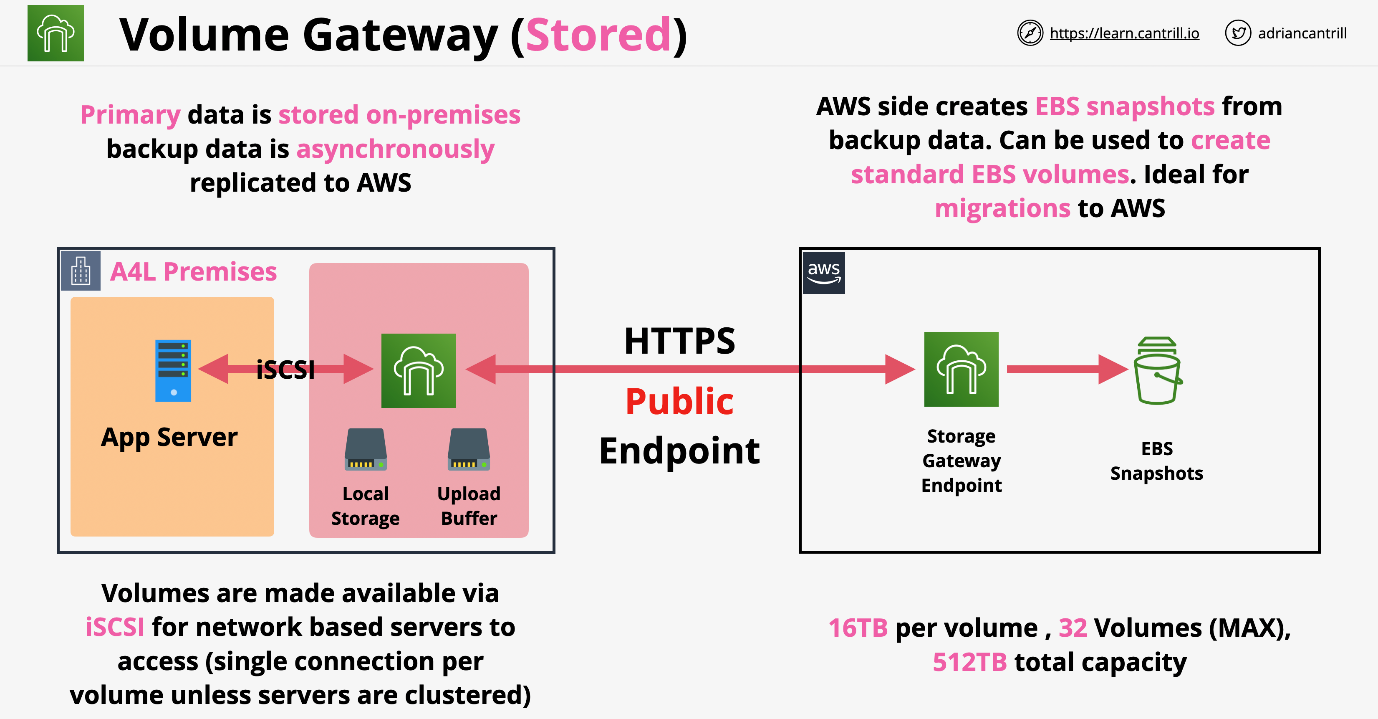 Volume Gateway (Stored)
https://learn.cantrill.io
adriancantrill
Primary data is stored on-premises
backup data is asynchronously
replicated to AWS
AWS side creates EBS snapshots from
backup data. Can be used to create
standard EBS volumes. Ideal for
migrations to AWS
A4L Premises
App Server
iSCSI
Local
Storage
Upload
Buffer
HTTPS
Public
Endpoint
aws
Storage
Gateway
Endpoint
EBS
Snapshots
Volumes are made available via
iSCSI for network based servers to
access (single connection per
volume unless servers are clustered)
16TB per volume , 32 Volumes (MAX),
512TB total capacity